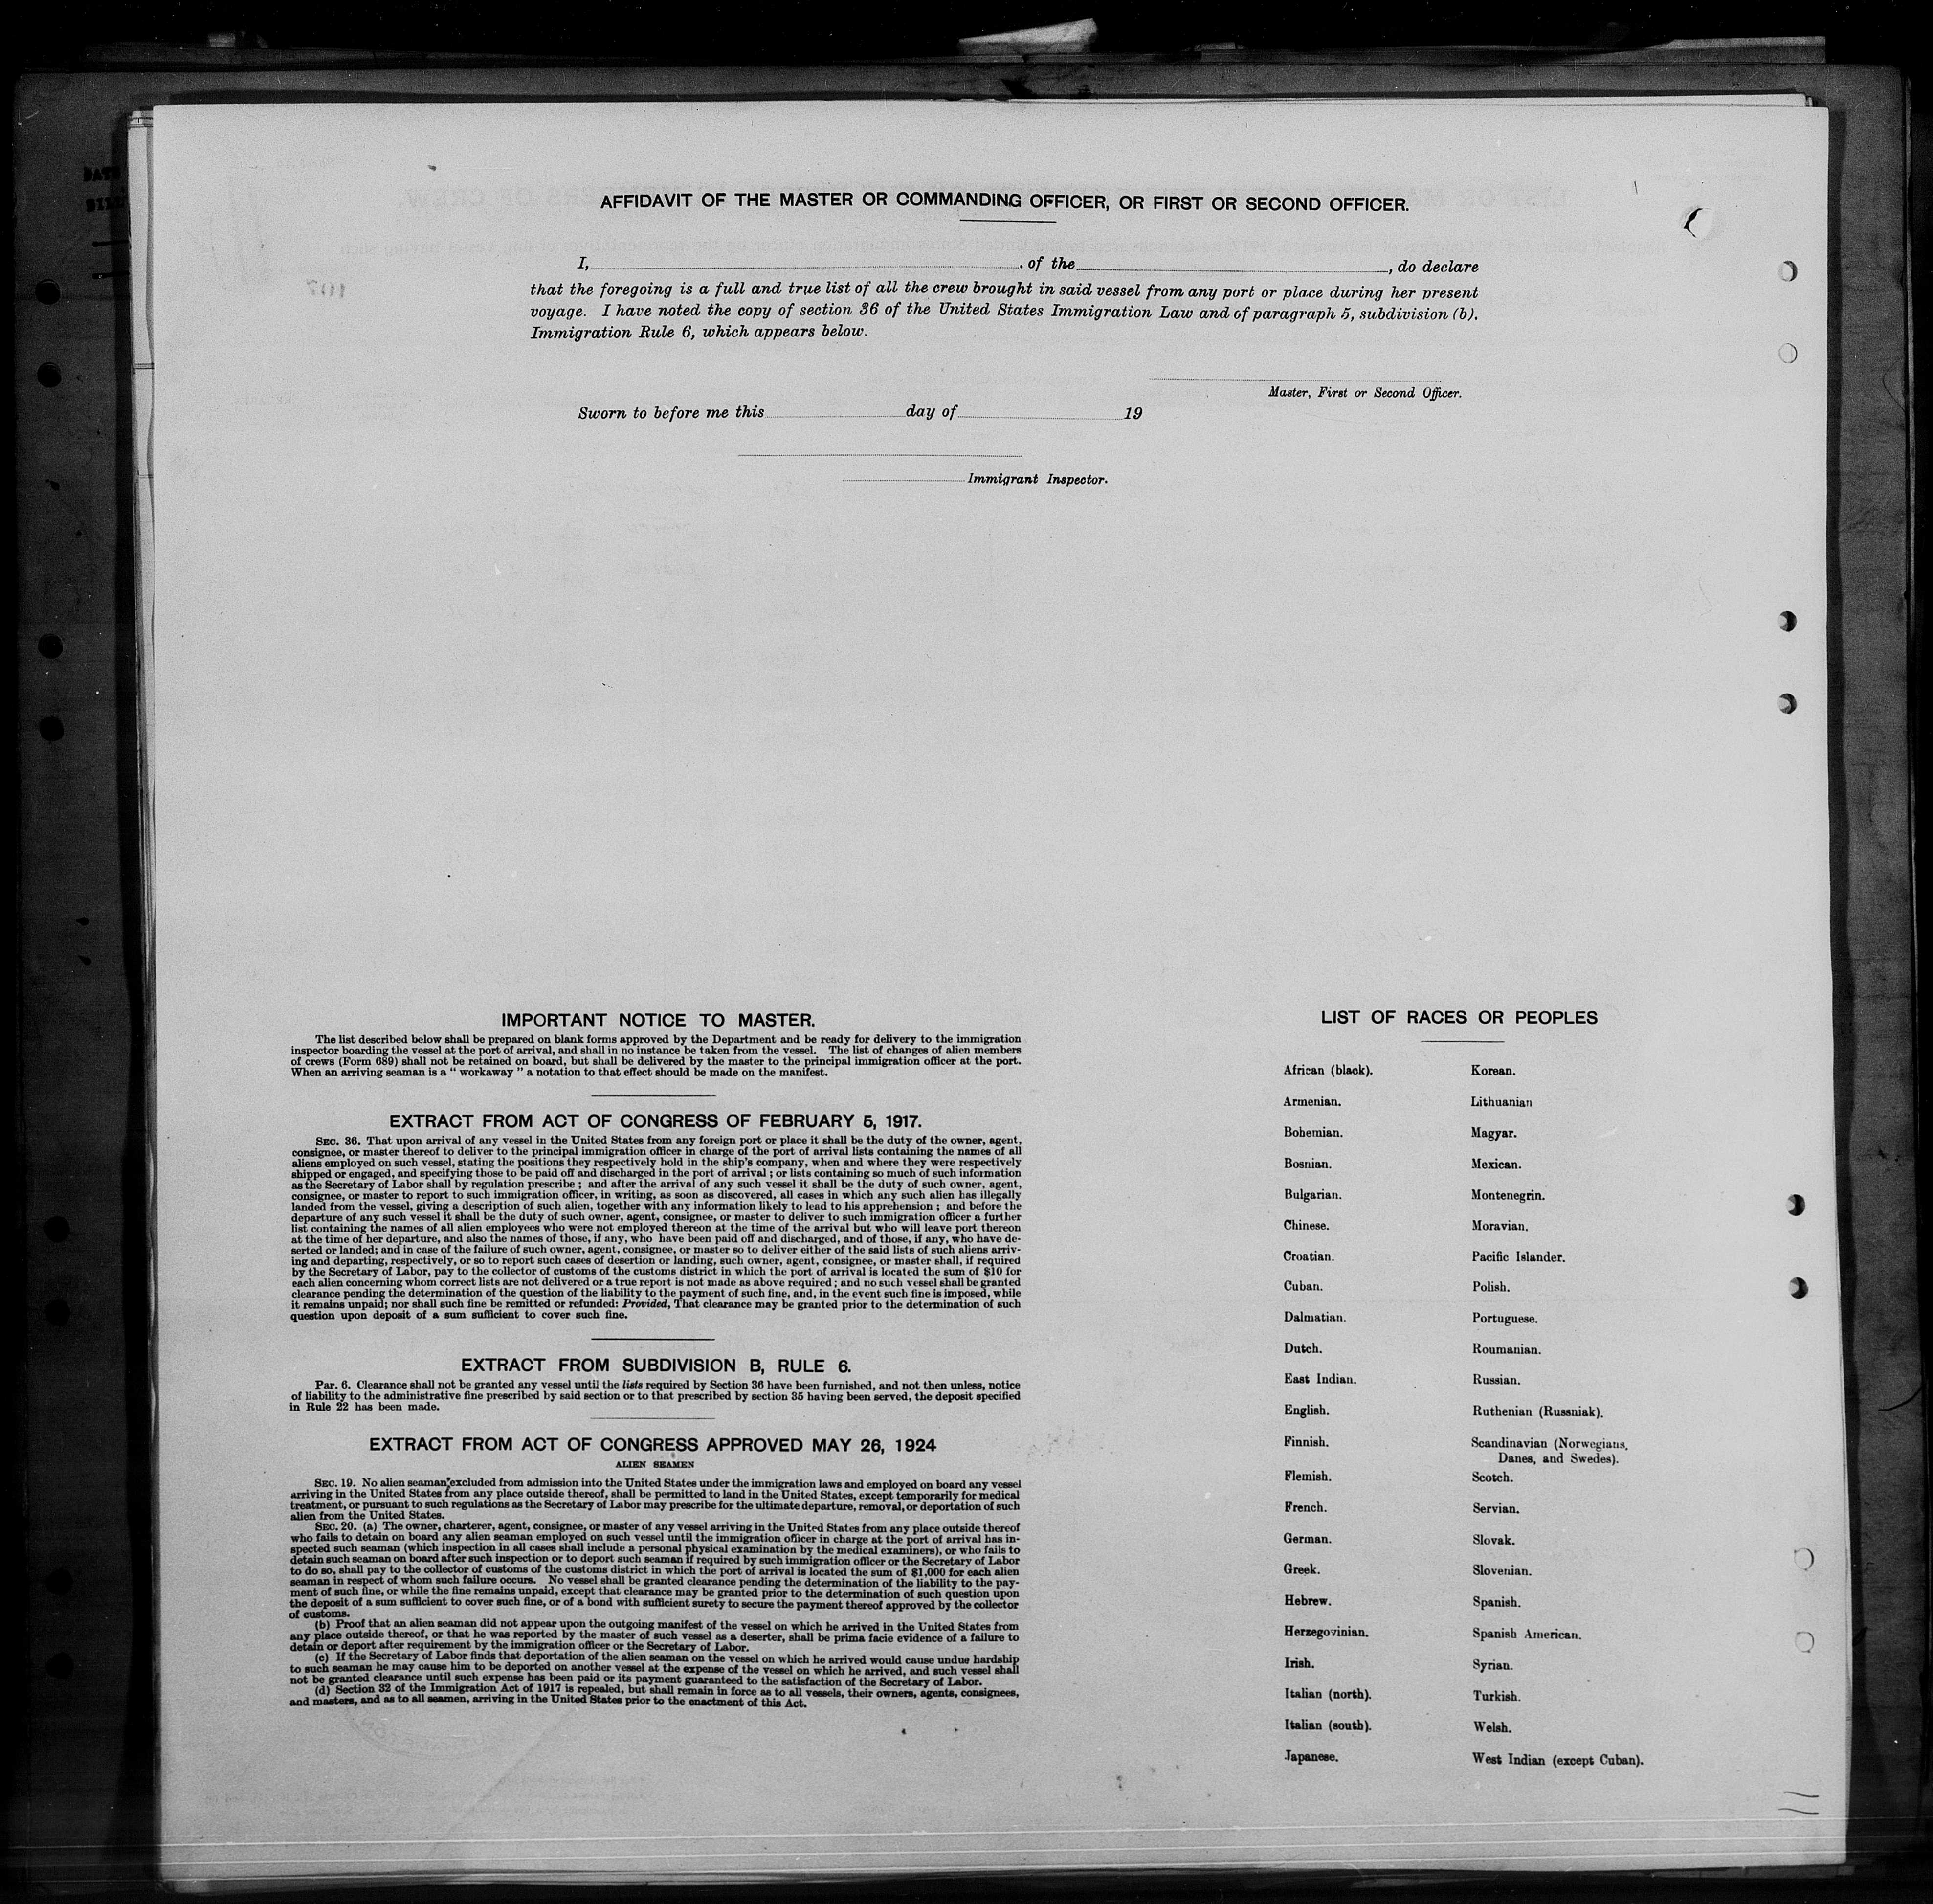 AFFIDAVIT OF THE MASTER OR COMMANDING OFFICER, OR FIRST OR SECOND OFFICER.
I, , of the , do declare
that the foregoing is a full and true list of all the crew brought in said vessel from any port or place during her present
voyage. I have noted the copy of section 36 of the United States Immigration Law and of paragraph 5, subdivision (b).
Immigration Rule 6, which appears below.
Master, First or Second Officer.
Sworn to before me this day of 19
Immigrant Inspector.
IMPORTANT NOTICE TO MASTER.
The list described below shall be prepared on blank forms approved by the Department and be ready for delivery to the immigration
inspector boarding the vessel at the port of arrival, and shall in no instance be taken from the vessel. The list of changes of alien members
of crews (Form 689) shall not be retained on board, but shall be delivered by the master to the principal immigration officer at the port.
When an arriving seaman is a " workaway " a notation to that effect should be made on the manifest.
EXTRACT FROM ACT OF CONGRESS OF FEBRUARY 5, 1917.
SEC. 36. That upon arrival of any vessel in the United States from any foreign port or place it shall be the duty of the owner, agent,
consignee, or master thereof to deliver to the principal immigration officer in charge of the port of arrival lists containing the names of all
aliens employed on such vessel, stating the positions they respectively hold in the ship's company, when and where they were respectively
shipped or engaged, and specifying those to be paid off and discharged in the port of arrival ; or lists containing so much of such information
as the Secretary of Labor shall by regulation prescribe ; and after the arrival of any such vessel it shall be the duty of such owner, agent,
consignee, or master to report to such immigration officer, in writing, as soon as discovered, all cases in which any such alien has illegally
landed from the vessel, giving a description of such alien, together with any information likely to lead to his apprehension ; and before the
departure of any such vessel it shall be the duty of such owner, agent, consignee, or master to deliver to such immigration officer a further
list containing the names of all alien employees who were not employed thereon at the time of the arrival but who will leave port thereon
at the time of her departure, and also the names of those, if any, who have been paid off and discharged, and of those, if any, who have de-
serted or landed; and in case of the failure of such owner, agent, consignee, or master so to deliver either of the said lists of such aliens arriv-
ing and departing, respectively, or so to report such cases of desertion or landing, such owner, agent, consignee, or master shall, if required
by the Secretary of Labor, pay to the collector of customs of the customs district in which the port of arrival is located the sum of $10 for
each alien concerning whom correct lists are not delivered or a true report is not made as above required ; and no such vessel shall be granted
clearance pending the determination of the question of the liability to the payment of such fine, and, in the event such fine is imposed, while
it remains unpaid; nor shall such fine be remitted or refunded: Provided, That clearance may be granted prior to the determination of such
question upon deposit of a sum sufficient to cover such fine.
EXTRACT FROM SUBDIVISION B, RULE 6.
Par. 6. Clearance shall not be granted any vessel until the lists required by Section 36 have been furnished, and not then unless, notice
of liability to the administrative fine prescribed by said section or to that prescribed by section 35 having been served, the deposit specified
in Rule 22 has been made.
EXTRACT FROM ACT OF CONGRESS APPROVED MAY 26, 1924
ALIEN SEAMEN
SEC. 19. No alien seaman excluded from admission into the United States under the immigration laws and employed on board any vessel
arriving in the United States from any place outside thereof, shall be permitted to land in the United States, except temporarily for medical
treatment, or pursuant to such regulations as the Secretary of Labor may prescribe for the ultimate departure, removal, or deportation of such
alien from the United States.
SEC. 20. (a) The owner, charterer, agent, consignee, or master of any vessel arriving in the United States from any place outside thereof
who fails to detain on board any alien seaman employed on such vessel until the immigration officer in charge at the port of arrival has in-
spected such seaman (which inspection in all cases shall include a personal physical examination by the medical examiners), or who fails to
detain such seaman on board after such inspection or to deport such seaman if required by such immigration officer or the Secretary of Labor
to do so, shall pay to the collector of customs of the customs district in which the port of arrival is located the sum of $1,000 for each alien
seaman in respect of whom such failure occurs. No vessel shall be granted clearance pending the determination of the liability to the pay-
ment of such fine, or while the fine remains unpaid, except that clearance may be granted prior to the determination of such question upon
the deposit of a sum sufficient to cover such fine, or of a bond with sufficient surety to secure the payment thereof approved by the collector
of customs.
(b) Proof that an alien seaman did not appear upon the outgoing manifest of the vessel on which he arrived in the United States from
any place outside thereof, or that he was reported by the master of such vessel as a deserter, shall be prima facie evidence of a failure to
detain or deport after requirement by the immigration officer or the Secretary of Labor.
(c) If the Secretary of Labor finds that deportation of the alien seaman on the vessel on which he arrived would cause undue hardship
to such seaman he may cause him to be deported on another vessel at the expense of the vessel on which he arrived, and such vessel shall
not be granted clearance until such expense has been paid or its payment guaranteed to the satisfaction of the Secretary of Labor.
(d) Section 32 of the Immigration Act of 1917 is repealed, but shall remain in force as to all vessels, their owners, agents, consignees,
and masters, and as to all seamen, arriving in the United States prior to the enactment of this Act.
LIST OF RACES OR PEOPLES
African (black). Korean.
Armenian. Lithuanian
Bohemian. Magyar.
Bosnian. Mexican.
Bulgarian. Montenegrin.
Chinese. Moravian.
Croatian. Pacific Islander.
Cuban. Polish.
Dalmatian. Portuguese.
Dutch. Roumanian.
East Indian. Russian.
English. Ruthenian (Russniak).
Finnish. Scandinavian (Norwegians,
Danes, and Swedes).
Flemish. Scotch.
French. Servian.
German. Slovak.
Greek. Slovenian.
Hebrew. Spanish.
Herzegovinian. Spanish American.
Irish. Syrian.
Italian (north). Turkish.
Italian (south). Welsh.
Japanese. West Indian (except Cuban).